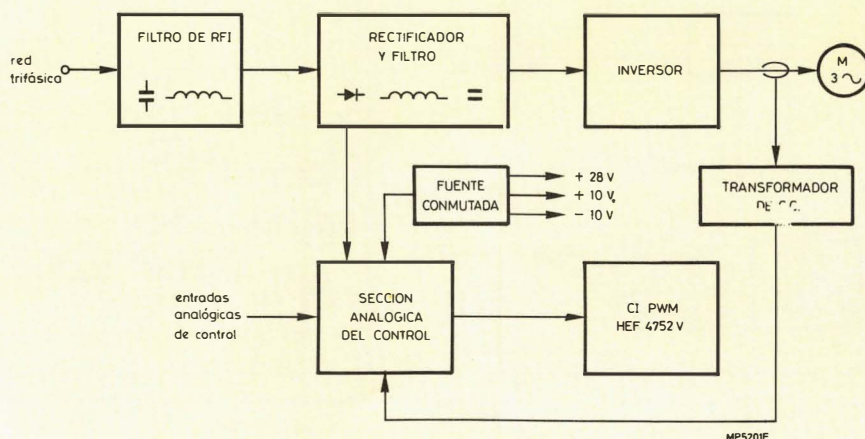 FILTRO DE RFI
RECTIFICADOR
Y FILTRO
INVERSOR
M
3
red
trifásica
FUENTE
CONMUTADA
+ 28 V
+ 10 V
- 10 V
TRANSFORMADOR
entradas
analógicas
de control
SECCION
ANALOGICA
DEL CONTROL
CI PWM
HEF 4752 V
MP5201E